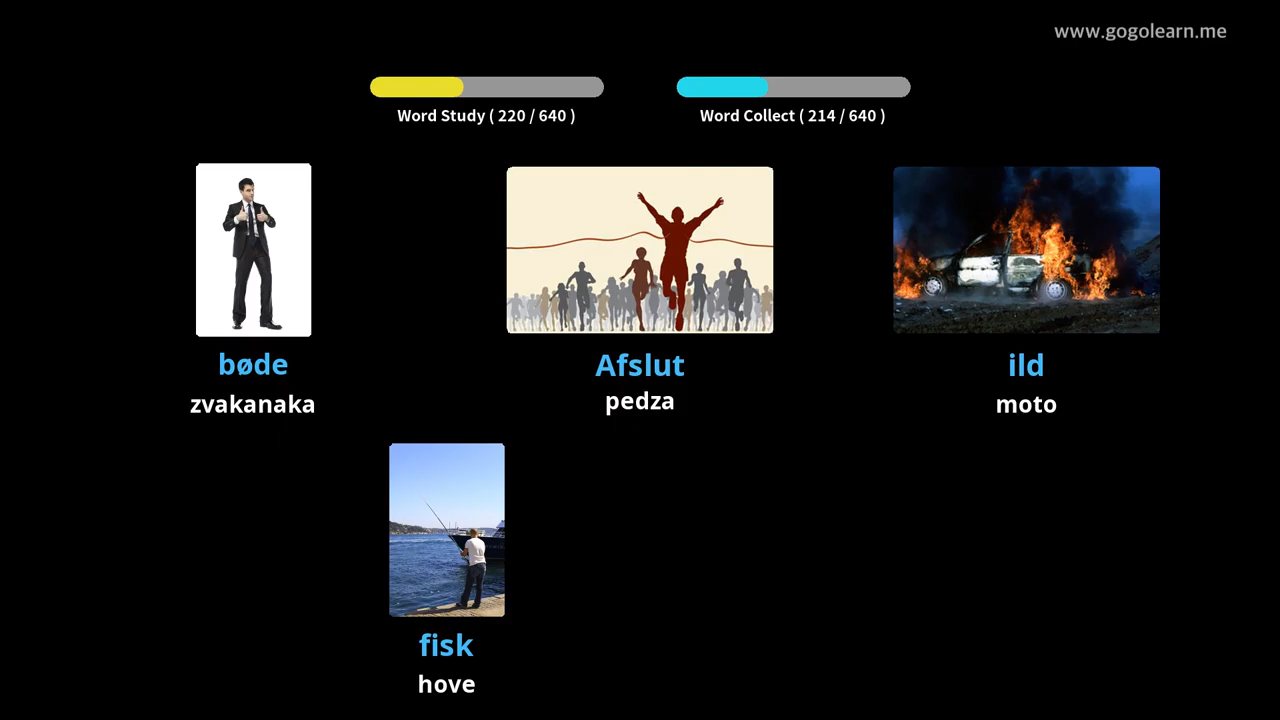 www.gogolearn.me
Word Study ( 220 / 640 )
Word Collect ( 214 / 640 )
bøde
zvakanaka
Afslut
pedza
ild
moto
fisk
hove